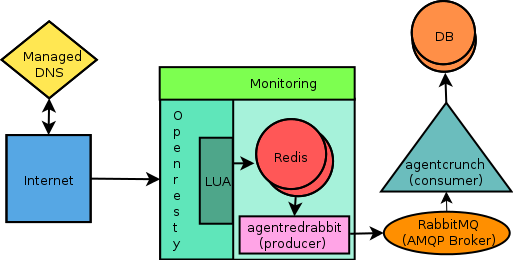 Managed
DNS
Internet
Monitoring
Openresty
LUA
Redis
agentredrabbit
(producer)
DB
agentcrunch
(consumer)
RabbitMQ
(AMQP Broker)